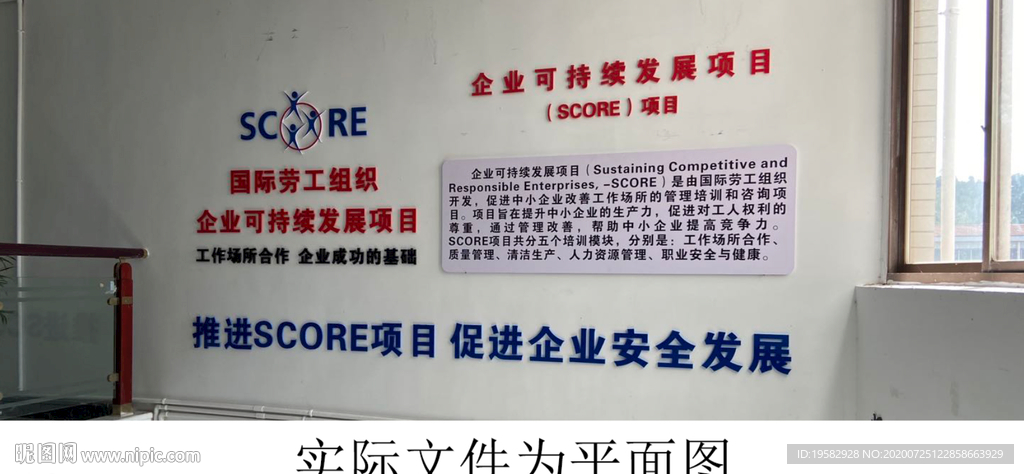 SCORE
国际劳工组织
企业可持续发展项目
工作场所合作 企业成功的基础
企业可持续发展项目
（SCORE）项目
企业可持续发展项目（Sustaining Competitive and
Responsible Enterprises, -SCORE）是由国际劳工组织
开发，促进中小企业改善工作场所的管理培训和咨询项
目。项目旨在提升中小企业的生产力，促进对工人权利的
尊重，通过管理改善，帮助中小企业提高竞争力。
SCORE项目共分五个培训模块，分别是：工作场所合作、
质量管理、清洁生产、人力资源管理、职业安全与健康。
推进SCORE项目 促进企业安全发展
实际文件为平面图
昵图网 www.nipic.com
ID:19582928 NO:20200725122858663929